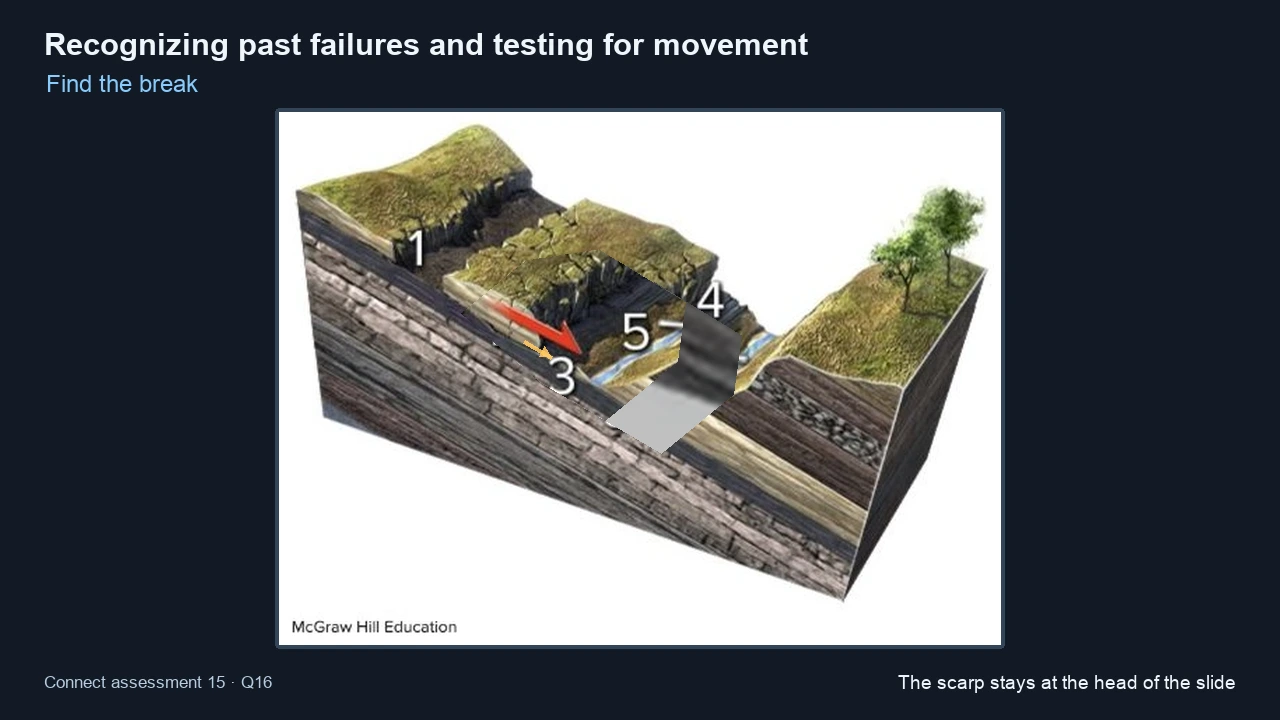 Recognizing past failures and testing for movement
Find the break
1
4
5
3
McGraw Hill Education
Connect assessment 15 · Q16
The scarp stays at the head of the slide